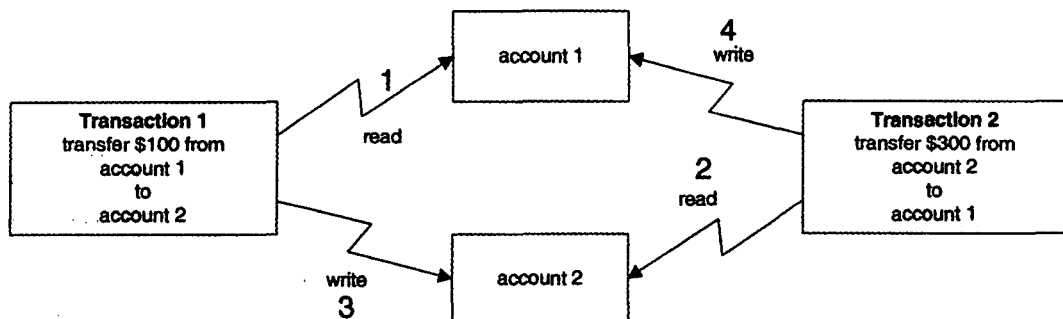 4
write
account 1
1
read
Transaction 1
transfer $100 from
account 1
to
account 2
Transaction 2
transfer $300 from
account 2
to
account 1
2
read
write
3
account 2